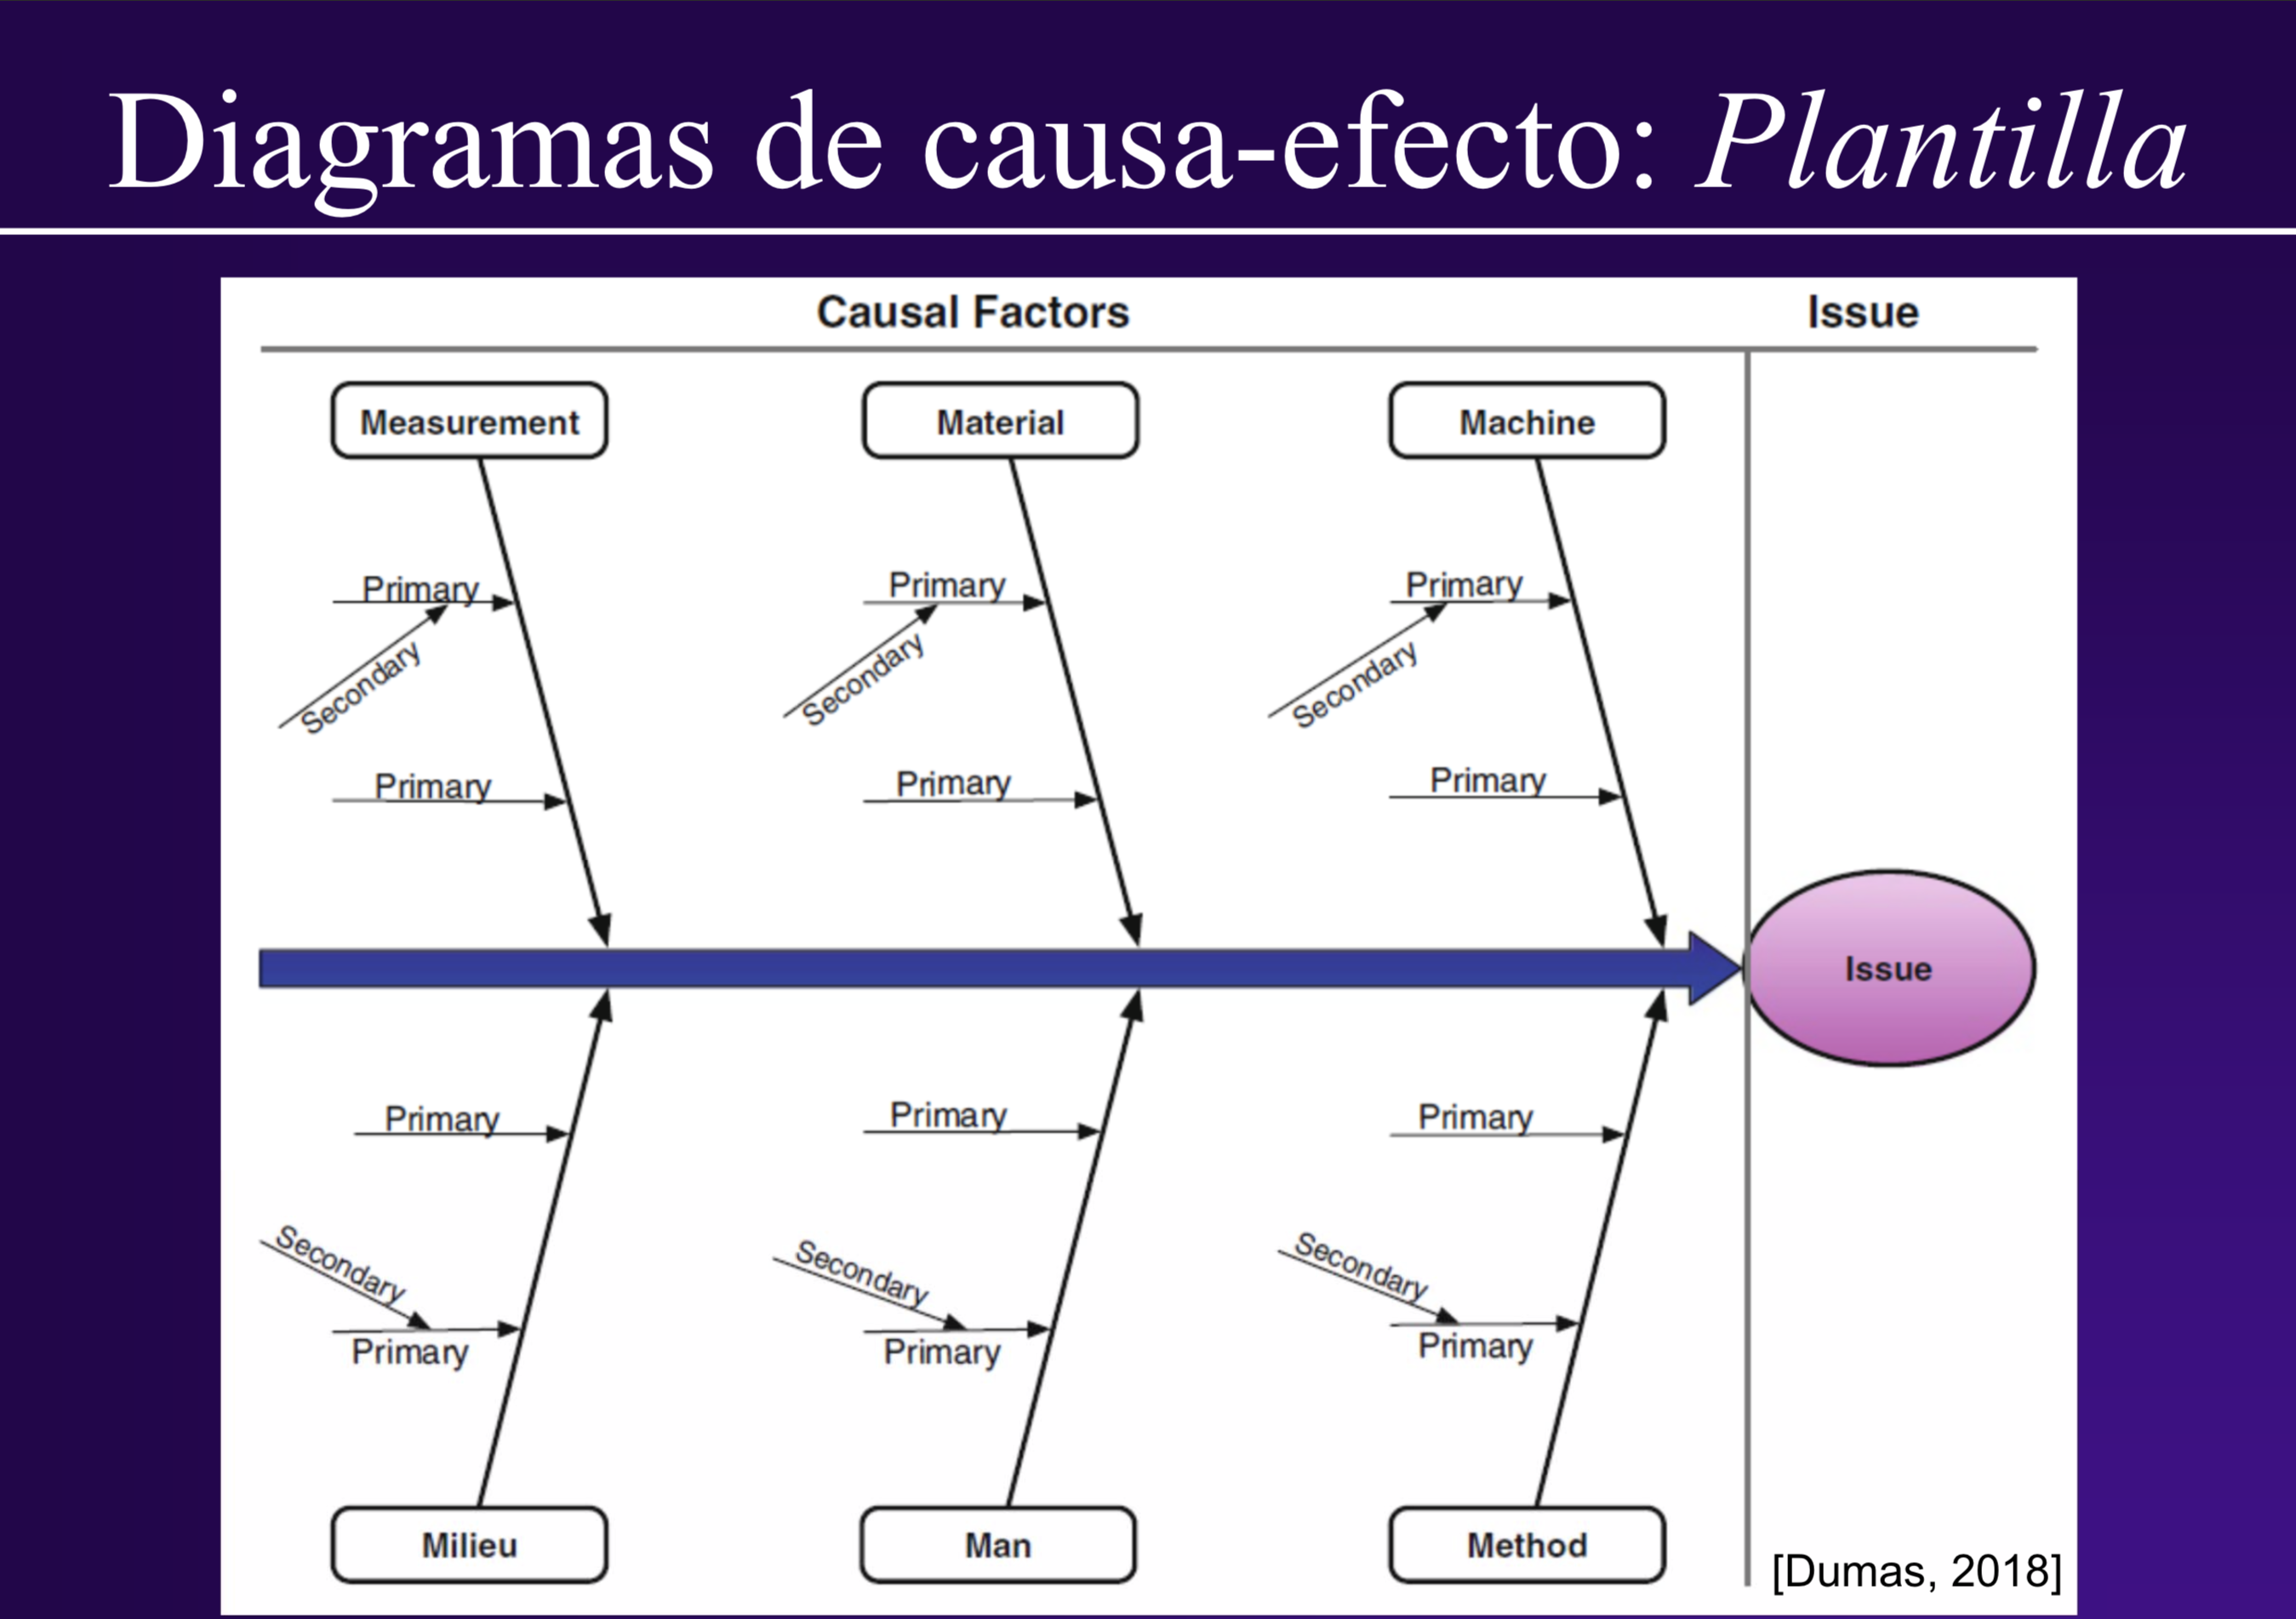 Diagramas de causa-efecto: Plantilla
Causal Factors
Issue
Measurement
Material
Machine
Primary
Primary
Primary
Secondary
Secondary
Secondary
Primary
Primary
Primary
Issue
Primary
Primary
Primary
Secondary
Secondary
Secondary
Primary
Primary
Primary
Milieu
Man
Method
[Dumas, 2018]